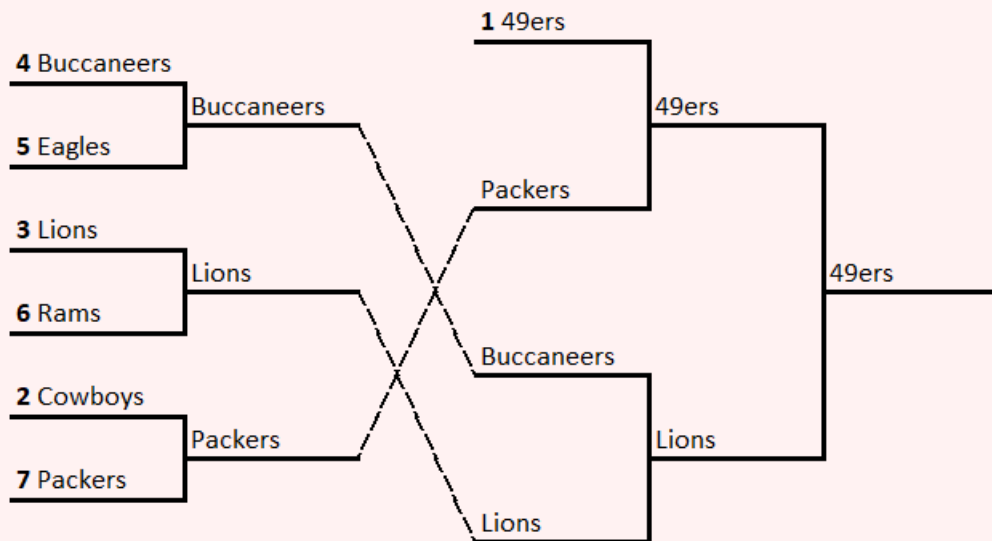 4 Buccaneers
5 Eagles
Buccaneers
3 Lions
6 Rams
Lions
2 Cowboys
7 Packers
Packers
1 49ers
Packers
49ers
Buccaneers
Lions
Lions
49ers